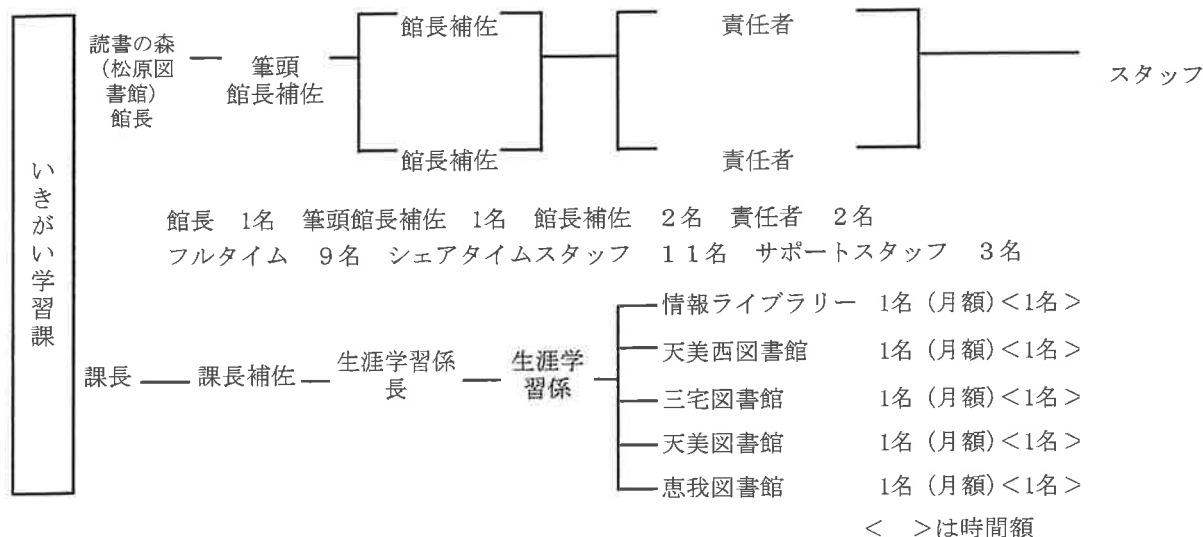 いきがい学習課
読書の森
（松原図
書館）
館長
筆頭
館長補佐
館長補佐
館長補佐
責任者
責任者
スタッフ
館長 1名 筆頭館長補佐 1名 館長補佐 2名 責任者 2名
フルタイム 9名 シェアタイムスタッフ 11名 サポートスタッフ 3名
課長
課長補佐
生涯学習係
長
生涯学
習係
情報ライブラリー 1名（月額）＜1名＞
天美西図書館 1名（月額）＜1名＞
三宅図書館 1名（月額）＜1名＞
天美図書館 1名（月額）＜1名＞
恵我図書館 1名（月額）＜1名＞
＜ ＞は時間額